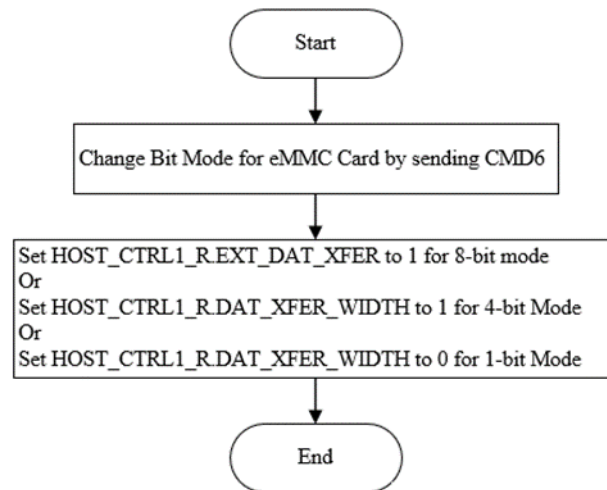 Start
Change Bit Mode for eMMC Card by sending CMD6
Set HOST_CTRL1_R.EXT_DAT_XFER to 1 for 8-bit mode
Or
Set HOST_CTRL1_R.DAT_XFER_WIDTH to 1 for 4-bit Mode
Or
Set HOST_CTRL1_R.DAT_XFER_WIDTH to 0 for 1-bit Mode
End